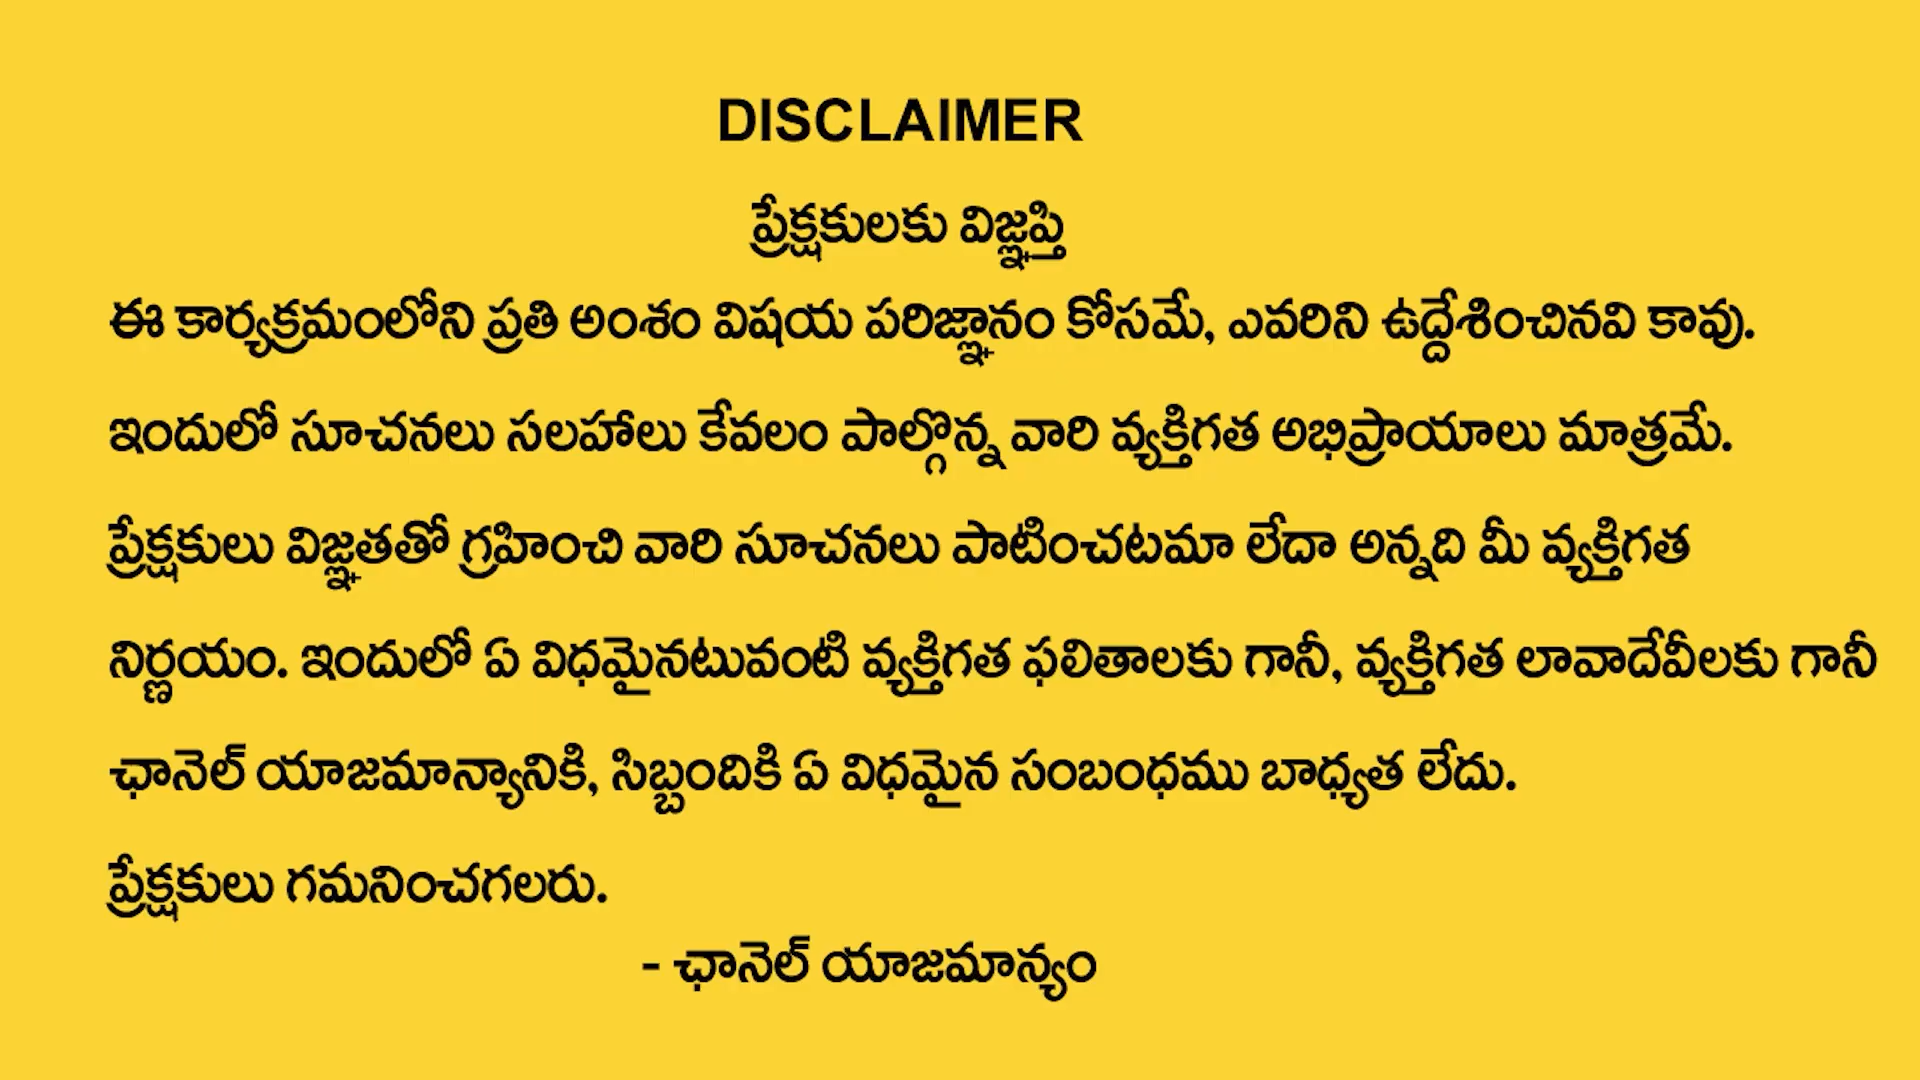 DISCLAIMER
ప్రేక్షకులకు విజ్ఞప్తి
ఈ కార్యక్రమంలోని ప్రతి అంశం విషయ పరిజ్ఞానం కోసమే, ఎవరిని ఉద్దేశించినవి కావు.
ఇందులో సూచనలు సలహాలు కేవలం పాల్గొన్న వారి వ్యక్తిగత అభిప్రాయాలు మాత్రమే.
ప్రేక్షకులు విజ్ఞతతో గ్రహించి వారి సూచనలు పాటించటమా లేదా అన్నది మీ వ్యక్తిగత
నిర్ణయం. ఇందులో ఏ విధమైనటువంటి వ్యక్తిగత ఫలితాలకు గానీ, వ్యక్తిగత లావాదేవీలకు గానీ
ఛానెల్ యాజమాన్యానికి, సిబ్బందికి ఏ విధమైన సంబంధము బాధ్యత లేదు.
ప్రేక్షకులు గమనించగలరు.
- ఛానెల్ యాజమాన్యం